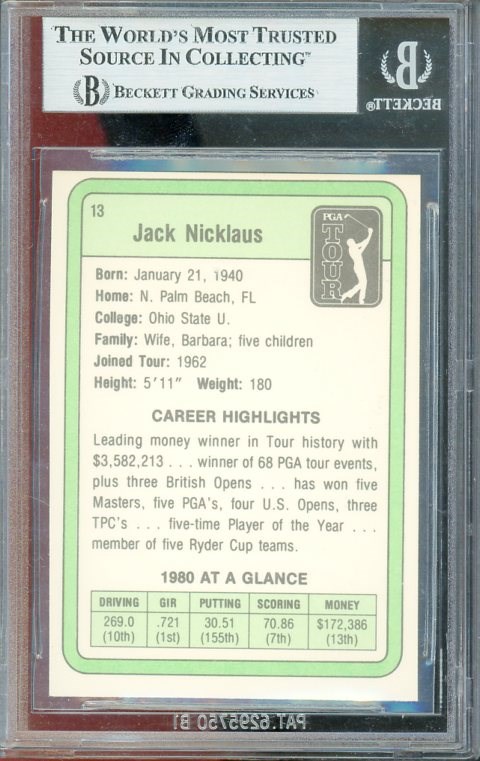 THE WORLD'S MOST TRUSTED
SOURCE IN COLLECTING™
B BECKETT GRADING SERVICES
B
BECKETT®
13
Jack Nicklaus
PGA
TOUR
Born: January 21, 1940
Home: N. Palm Beach, FL
College: Ohio State U.
Family: Wife, Barbara; five children
Joined Tour: 1962
Height: 5'11" Weight: 180
CAREER HIGHLIGHTS
Leading money winner in Tour history with
$3,582,213 . . . winner of 68 PGA tour events,
plus three British Opens . . . has won five
Masters, five PGA's, four U.S. Opens, three
TPC's . . . five-time Player of the Year . . .
member of five Ryder Cup teams.
1980 AT A GLANCE
DRIVING GIR PUTTING SCORING MONEY
269.0 .721 30.51 70.86 $172,386
(10th) (1st) (155th) (7th) (13th)
PAT.6295750 B1